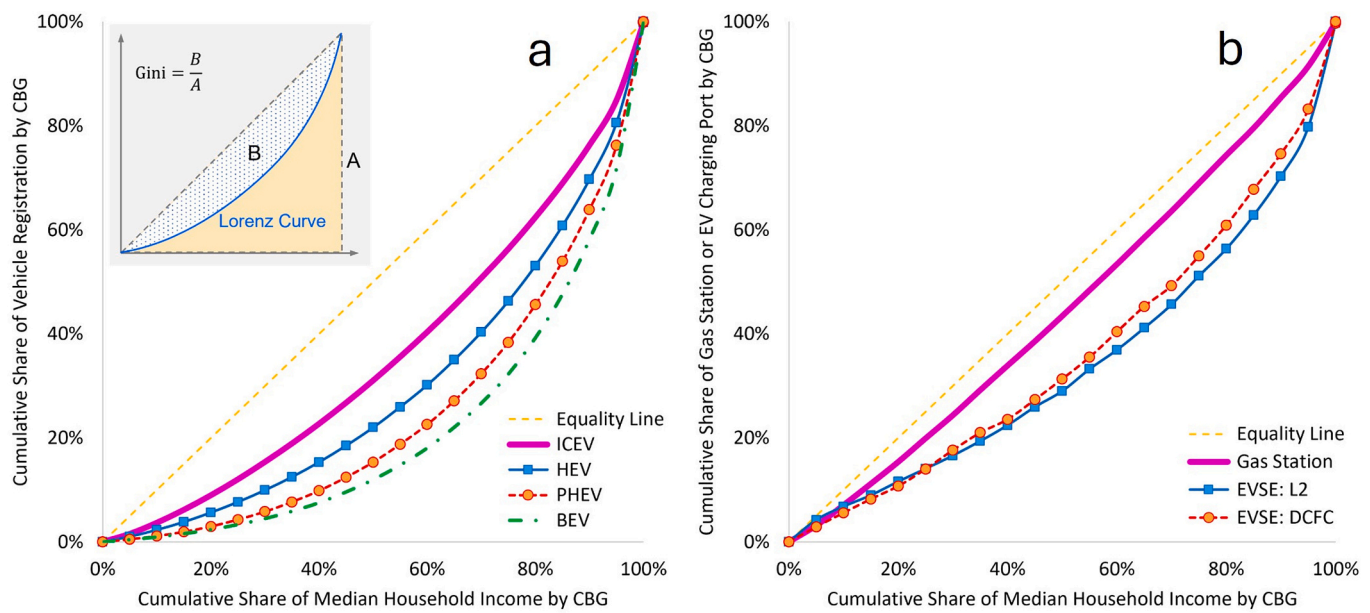 Cumulative Share of Vehicle Registration by CBG
100%
80%
60%
40%
20%
0%
Gini = B/A
B
A
Lorenz Curve
a
Equality Line
ICEV
HEV
PHEV
BEV
0% 20% 40% 60% 80% 100%
Cumulative Share of Median Household Income by CBG
Cumulative Share of Gas Station or EV Charging Port by CBG
100%
80%
60%
40%
20%
0%
b
Equality Line
Gas Station
EVSE: L2
EVSE: DCFC
0% 20% 40% 60% 80% 100%
Cumulative Share of Median Household Income by CBG